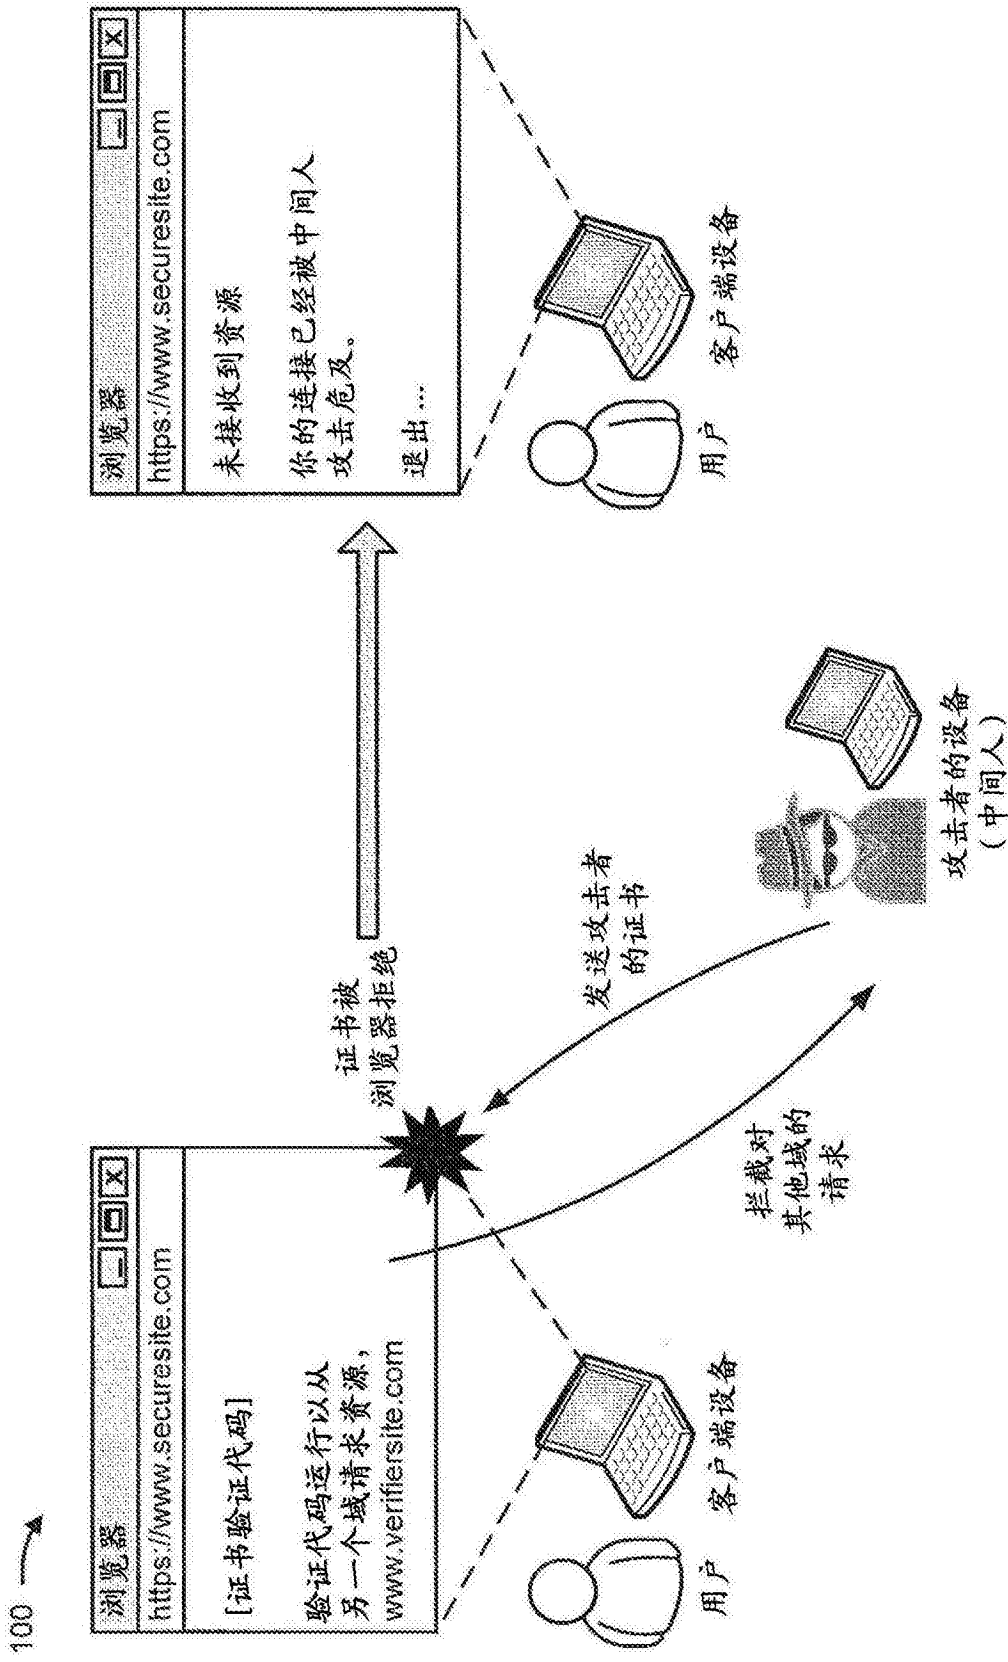 100
浏览器
https://www.securesite.com
[证书验证代码]
验证代码运行以从
另一个域请求资源，
www.verifiersite.com
用户
客户端设备
拦截对
其他域的
请求
发送攻击者
的证书
攻击者的设备
（中间人）
证书被
浏览器拒绝
浏览器
https://www.securesite.com
未接收到资源
你的连接已经被中间人
攻击危及。
退出...
用户
客户端设备